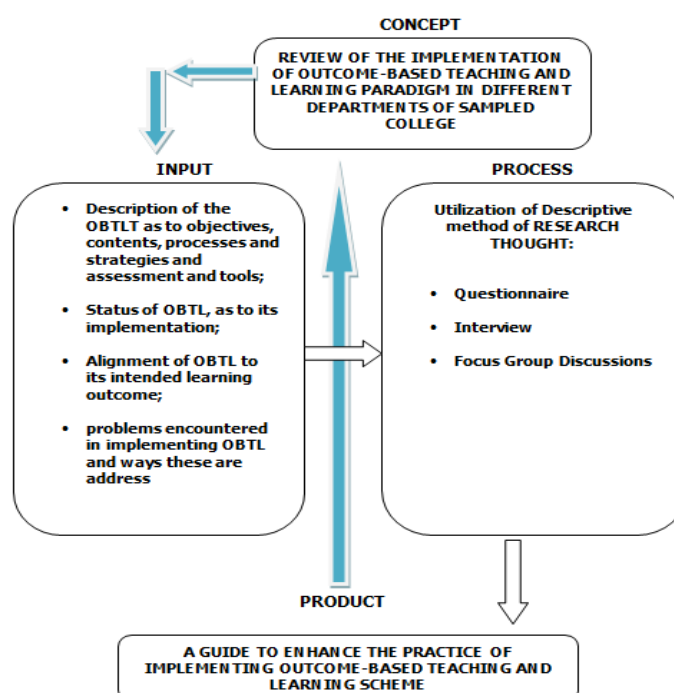 CONCEPT
REVIEW OF THE IMPLEMENTATION
OF OUTCOME-BASED TEACHING AND
LEARNING PARADIGM IN DIFFERENT
DEPARTMENTS OF SAMPLED
COLLEGE
INPUT
• Description of the
OBTLT as to objectives,
contents, processes and
strategies and
assessment and tools;
• Status of OBTL, as to its
implementation;
• Alignment of OBTL to
its intended learning
outcome;
• problems encountered
in implementing OBTL
and ways these are
address
PROCESS
Utilization of Descriptive
method of RESEARCH
THOUGHT:
• Questionnaire
• Interview
• Focus Group Discussions
PRODUCT
A GUIDE TO ENHANCE THE PRACTICE OF
IMPLEMENTING OUTCOME-BASED TEACHING AND
LEARNING SCHEME